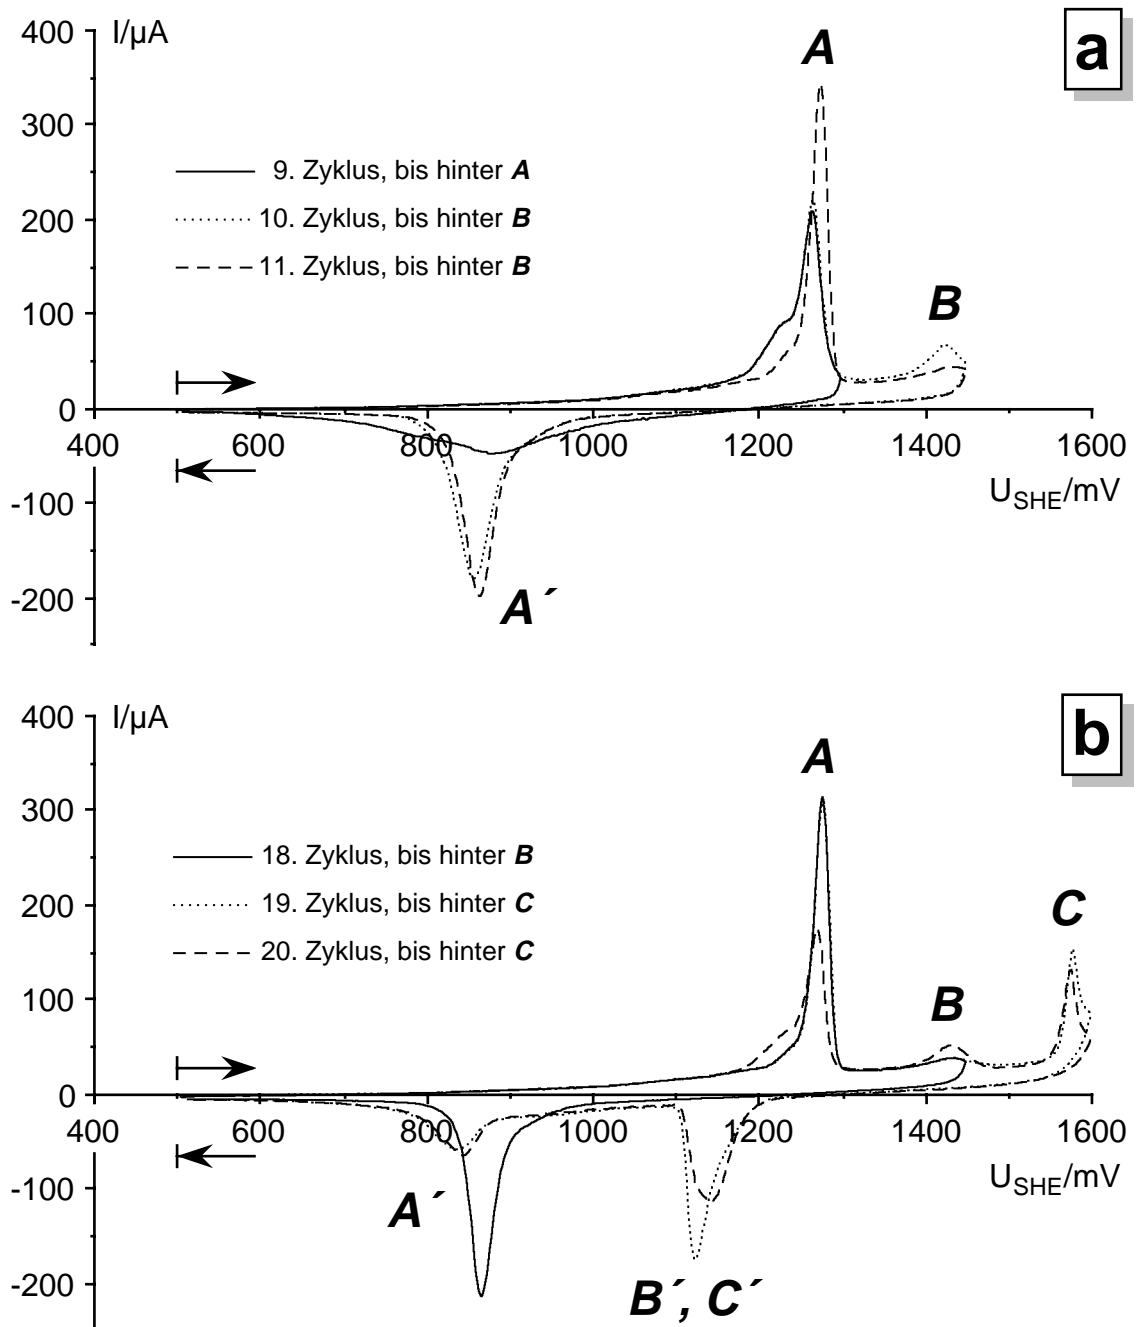 400 I/µA
a
A
300
9. Zyklus, bis hinter A
200 10. Zyklus, bis hinter B
11. Zyklus, bis hinter B
B
100
0
400 600 800 1000 1200 1400 1600
U_SHE/mV
-100
-200 A´
400 I/µA
b
A
300
18. Zyklus, bis hinter B
200 19. Zyklus, bis hinter C
C
20. Zyklus, bis hinter C
100 B
0
400 600 800 1000 1200 1400 1600
U_SHE/mV
-100
A´
-200
B´, C´